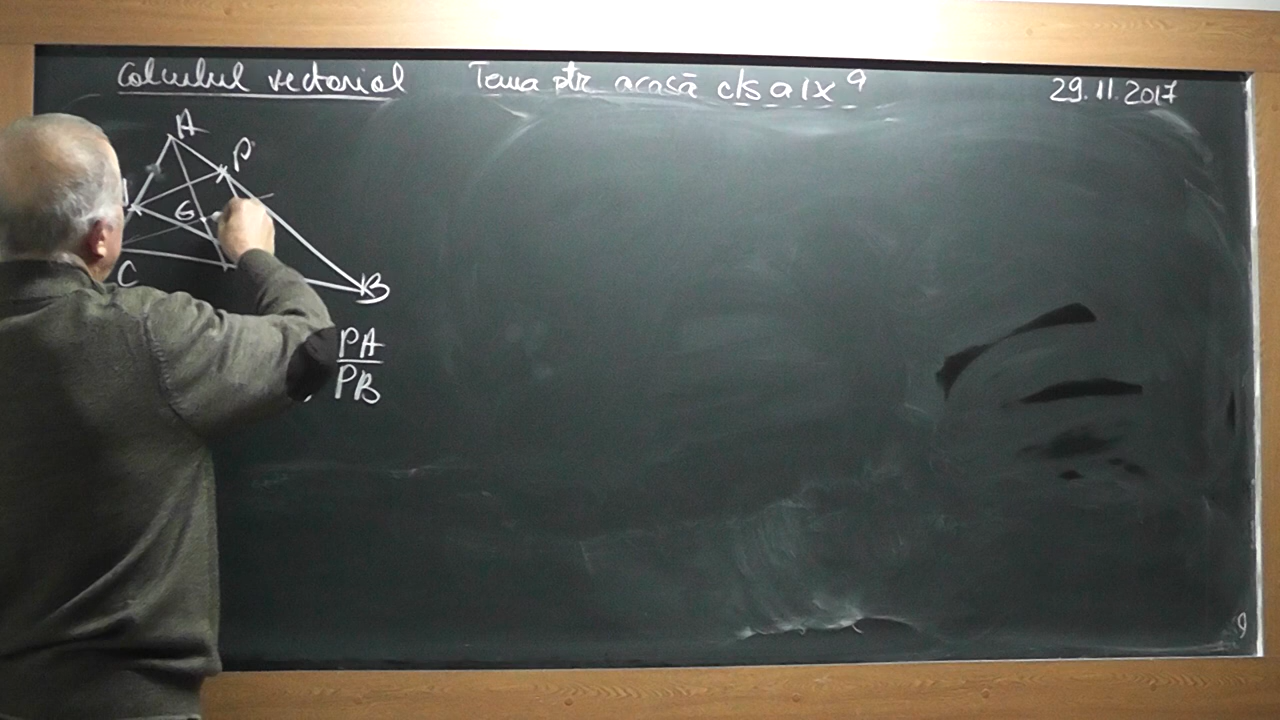 Calculul vectorial Tema ptr acasă cls a IX a 29.11.2017
A
P
G
C
B
PA
PB
9